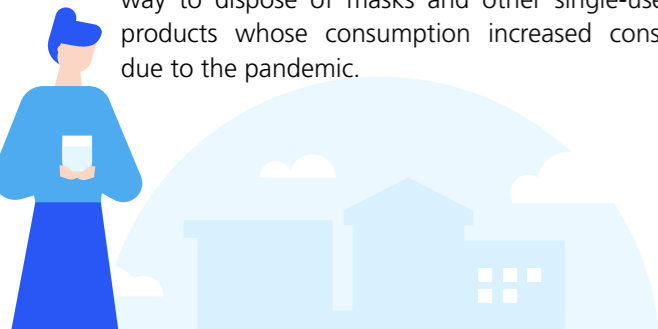 way to dispose of masks and other single-use
products whose consumption increased cons
due to the pandemic.